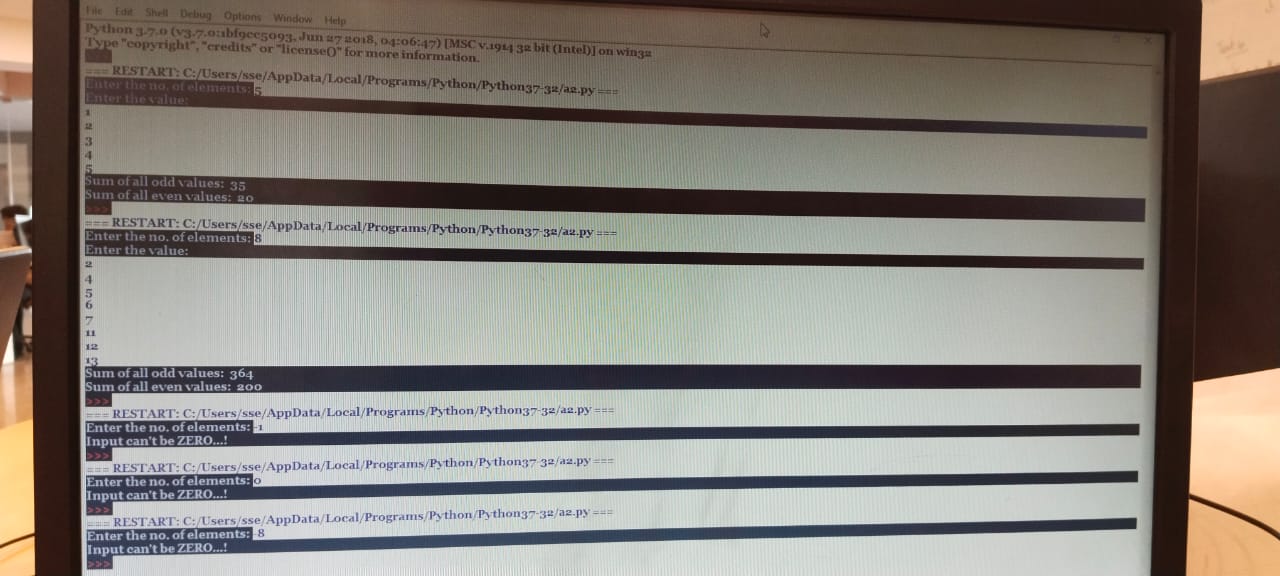 File Edit Shell Debug Options Window Help
Python 3.7.0 (v3.7.0:1bf9cc5093, Jun 27 2018, 04:06:47) [MSC v.1914 32 bit (Intel)] on win32
Type "copyright", "credits" or "license()" for more information.
>>>
=== RESTART: C:/Users/sse/AppData/Local/Programs/Python/Python37-32/a2.py ===
Enter the no. of elements: 5
Enter the value:
1
2
3
4
5
Sum of all odd values: 35
Sum of all even values: 20
>>>
=== RESTART: C:/Users/sse/AppData/Local/Programs/Python/Python37-32/a2.py ===
Enter the no. of elements: 8
Enter the value:
2
4
5
6
7
11
12
13
Sum of all odd values: 364
Sum of all even values: 200
>>>
=== RESTART: C:/Users/sse/AppData/Local/Programs/Python/Python37-32/a2.py ===
Enter the no. of elements: -1
Input can't be ZERO...!
>>>
=== RESTART: C:/Users/sse/AppData/Local/Programs/Python/Python37-32/a2.py ===
Enter the no. of elements: 0
Input can't be ZERO...!
>>>
=== RESTART: C:/Users/sse/AppData/Local/Programs/Python/Python37-32/a2.py ===
Enter the no. of elements: -8
Input can't be ZERO...!
>>>